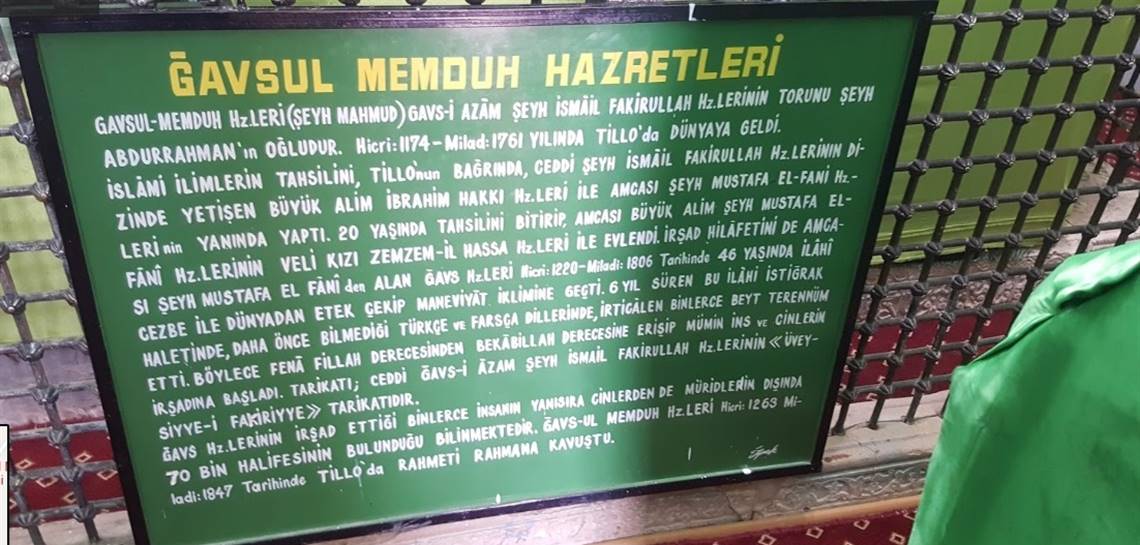 ĞAVSUL MEMDUH HAZRETLERİ
GAVSUL-MEMDUH Hz.LERİ (ŞEYH MAHMUD) GAVS-İ AZÂM ŞEYH İSMÂİL FAKİRULLAH Hz.LERİNİN TORUNU ŞEYH
ABDURRAHMAN'ın OĞLUDUR. Hicri:1174-Milad:1761 YILINDA TİLLO'da DÜNYAYA GELDİ.
İSLÂMİ İLİMLERİN TAHSİLİNİ, TİLLO'nun BAĞRINDA, CEDDİ ŞEYH İSMÂİL FAKİRULLAH Hz.LERİNİN Dİ-
ZİNDE YETİŞEN BÜYÜK ALİM İBRAHİM HAKKI Hz.LERİ İLE AMCASI ŞEYH MUSTAFA EL-FANİ Hz.-
LERİ nin YANINDA YAPTI. 20 YAŞINDA TAHSİLİNİ BİTİRİP, AMCASI BÜYÜK ALİM ŞEYH MUSTAFA EL-
FÂNÎ Hz.LERİNİN VELİ KIZI ZEMZEM-İL HASSA Hz.LERİ İLE EVLENDİ. İRŞAD HİLÂFETİNİ DE AMCA-
SI ŞEYH MUSTAFA EL FÂNİ den ALAN ĞAVS Hz.LERİ Hicri:1220-Miladi:1806 Tarihinde 46 YAŞINDA İLÂHİ
CEZBE İLE DÜNYADAN ETEK ÇEKİP MANEVİYÂT İKLİMİNE GEÇTİ. 6 YIL SÜREN BU İLÂHİ İSTİĞRAK
HALETİNDE, DAHA ÖNCE BİLMEDİĞİ TÜRKÇE ve FARSÇA DİLLERİNDE, İRTİCÂLEN BİNLERCE BEYT TERENNÜM
ETTİ. BÖYLECE FENÂ FİLLAH DERECESİNDEN BEKÂBİLLAH DERECESİNE ERİŞİP MÜMİN İNS ve CİNLERİN
İRŞADINA BAŞLADI. TARİKATI; CEDDİ ĞAVS-İ ÂZAM ŞEYH İSMAİL FAKİRULLAH Hz.LERİNİN «ÜVEY-
SİYYE-İ FAKİRİYYE» TARİKATIDIR.
ĞAVS Hz.LERİNİN İRŞAD ETTİĞİ BİNLERCE İNSANIN YANISIRA CİNLERDEN DE MÜRİDLERİN DIŞINDA
70 BİN HALİFESİNİN BULUNDUĞU BİLİNMEKTEDİR. ĞAVS-UL MEMDUH Hz.LERİ Hicri:1263 Mi-
ladi:1847 Tarihinde TİLLO'da RAHMETİ RAHMANA KAVUŞTU.